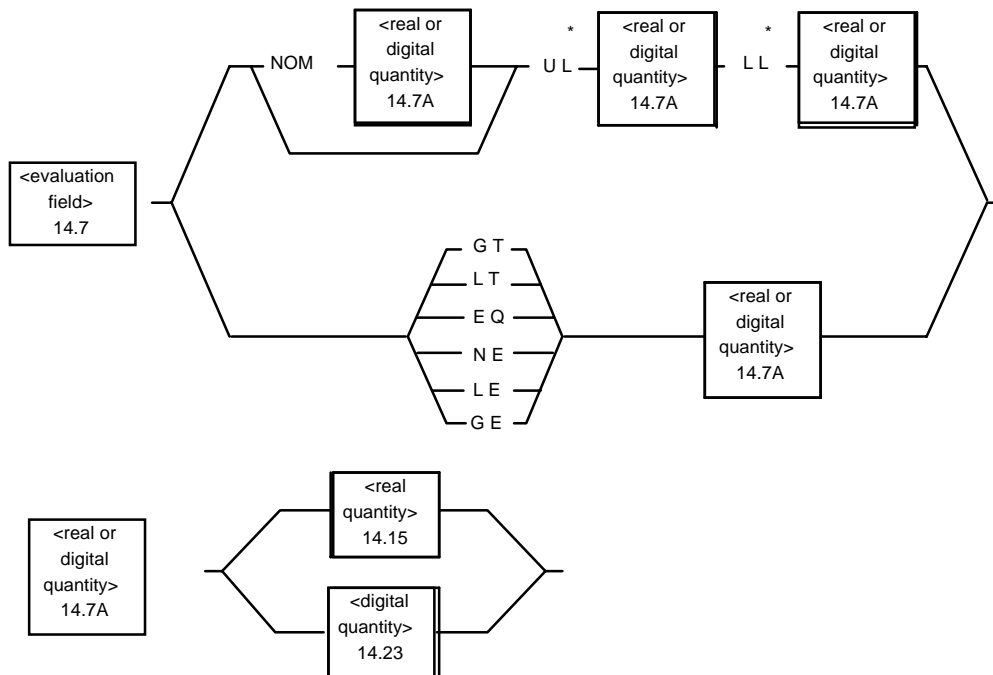 <real or
digital
quantity>
14.7A
*
<real or
digital
quantity>
14.7A
*
<real or
digital
quantity>
14.7A
NOM
U L
L L
<evaluation
field>
14.7
G T
L T
E Q
N E
L E
G E
<real or
digital
quantity>
14.7A
<real or
digital
quantity>
14.7A
<real
quantity>
14.15
<digital
quantity>
14.23